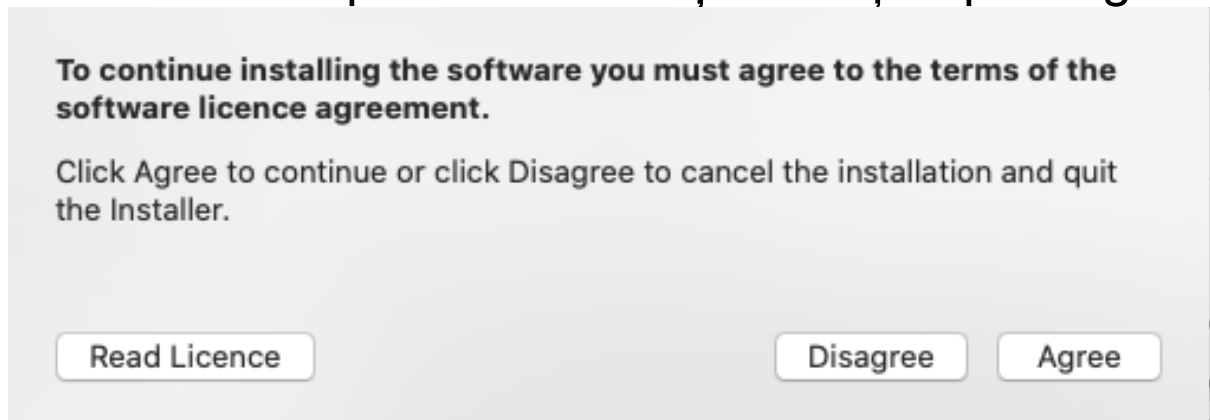 To continue installing the software you must agree to the terms of the
software licence agreement.
Click Agree to continue or click Disagree to cancel the installation and quit
the Installer.
Read Licence
Disagree
Agree